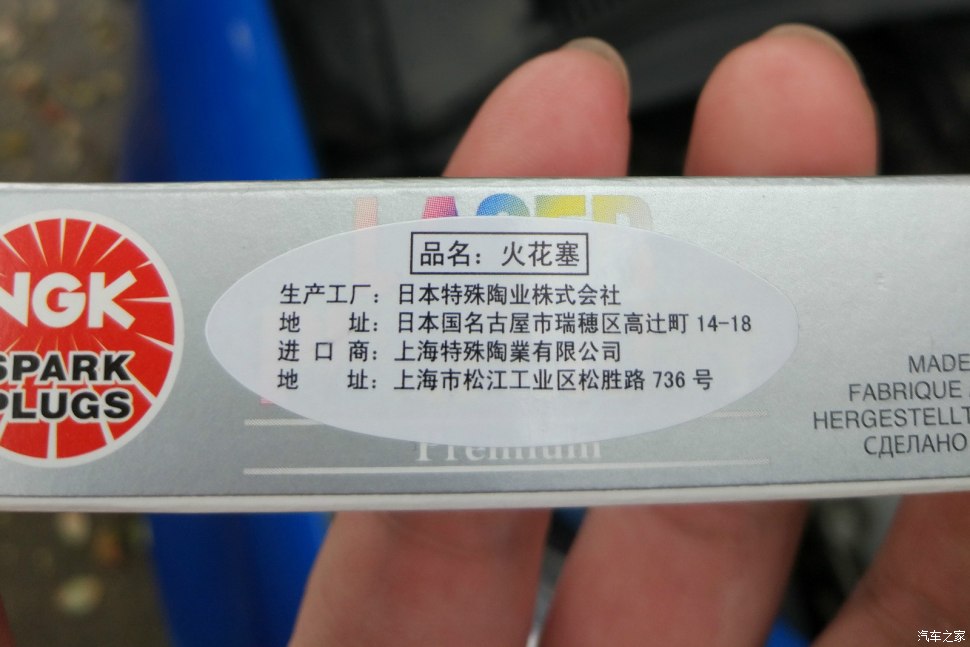 NGK
SPARK
PLUGS
LASER
品名：火花塞
生产工厂：日本特殊陶业株式会社
地　　址：日本国名古屋市瑞穗区高辻町 14-18
进 口 商：上海特殊陶業有限公司
地　　址：上海市松江工业区松胜路 736 号
Premium
MADE
FABRIQUE
HERGESTELLT
СДЕЛАНО
汽车之家